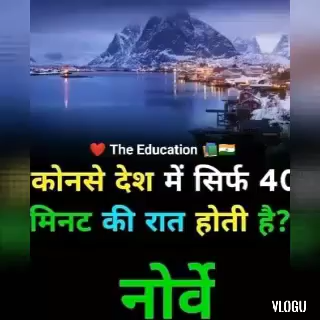 ❤️ The Education 📚🇮🇳
कोनसे देश में सिर्फ 40
मिनट की रात होती है?
नोर्वे
VLOGU